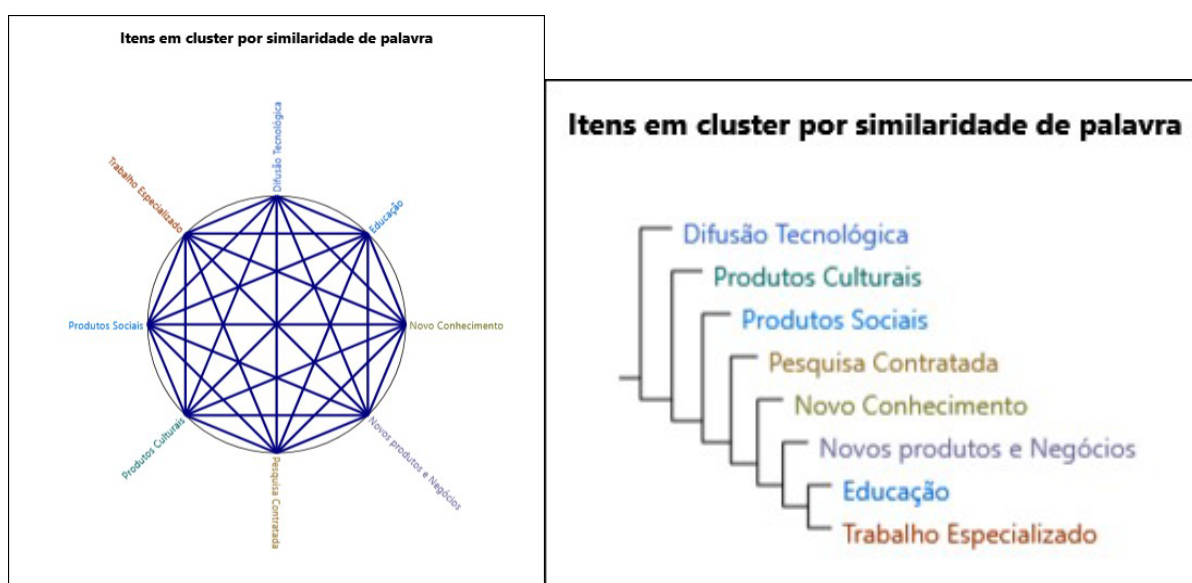 Itens em cluster por similaridade de palavra
Difusão Tecnológica
Trabalho Especializado
Educação
Produtos Sociais
Novo Conhecimento
Produtos Culturais
Novos produtos e Negócios
Pesquisa Contratada
Itens em cluster por similaridade de palavra
Difusão Tecnológica
Produtos Culturais
Produtos Sociais
Pesquisa Contratada
Novo Conhecimento
Novos produtos e Negócios
Educação
Trabalho Especializado